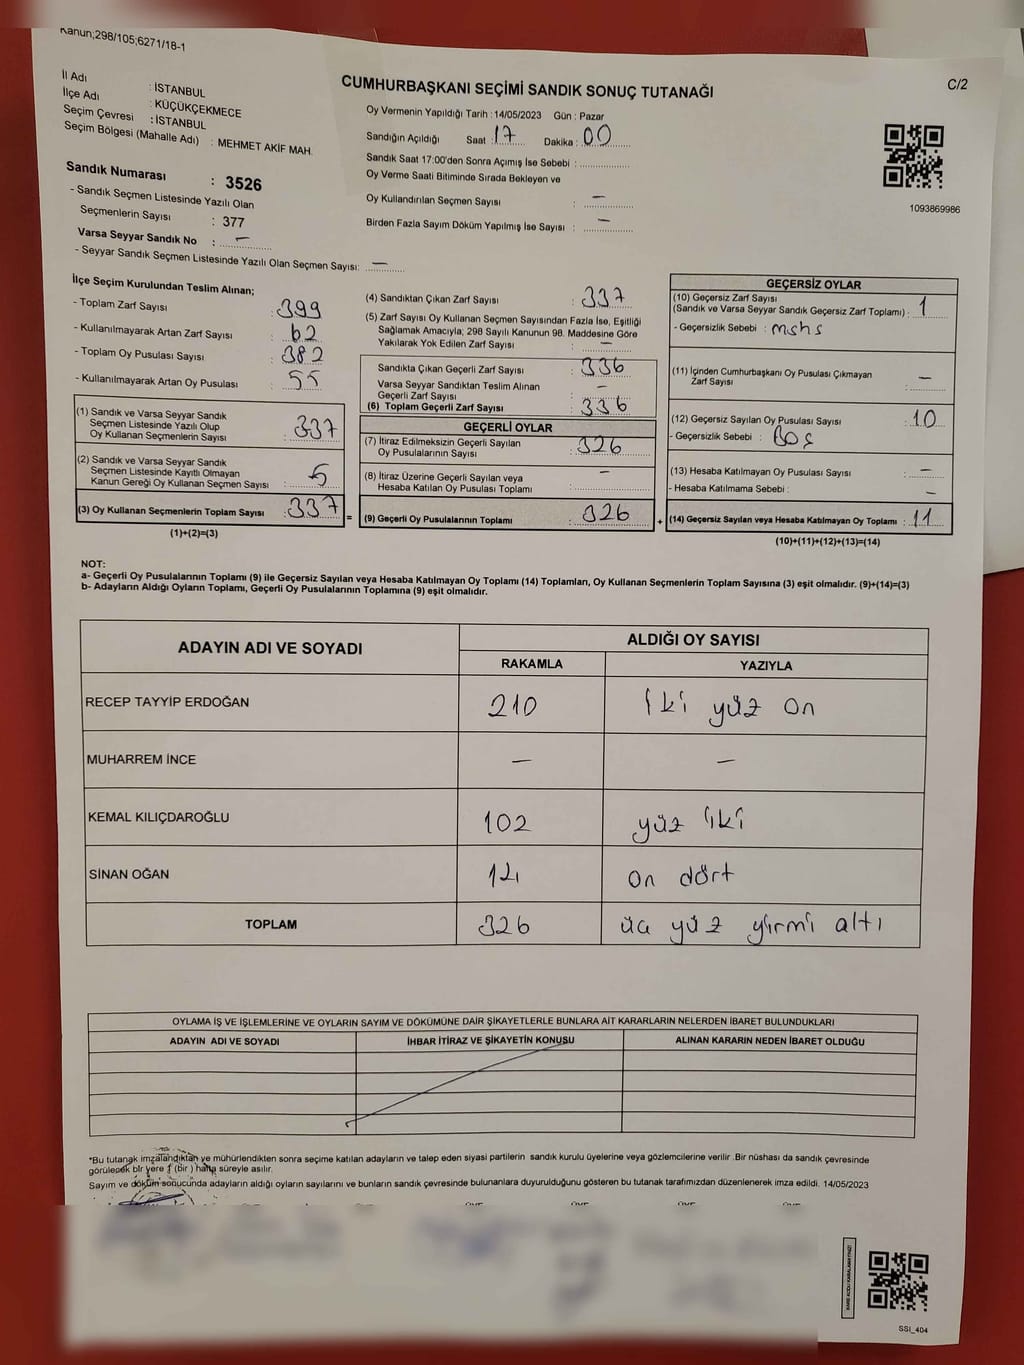 Kanun;298/105;6271/18-1
C/2
CUMHURBAŞKANI SEÇİMİ SANDIK SONUÇ TUTANAĞI
İl Adı : İSTANBUL
İlçe Adı : KÜÇÜKÇEKMECE
Seçim Çevresi : İSTANBUL
Seçim Bölgesi (Mahalle Adı) : MEHMET AKİF MAH.
Sandık Numarası : 3526
- Sandık Seçmen Listesinde Yazılı Olan
Seçmenlerin Sayısı : 377
Varsa Seyyar Sandık No : –
- Seyyar Sandık Seçmen Listesinde Yazılı Olan Seçmen Sayısı: –
Oy Vermenin Yapıldığı Tarih : 14/05/2023 Gün : Pazar
Sandığın Açıldığı Saat : 17 Dakika : 00
Sandık Saat 17:00'den Sonra Açımış İse Sebebi :
Oy Verme Saati Bitiminde Sırada Bekleyen ve
Oy Kullandırılan Seçmen Sayısı : –
Birden Fazla Sayım Döküm Yapılmış İse Sayısı : –
1093869986
İlçe Seçim Kurulundan Teslim Alınan;
- Toplam Zarf Sayısı : 399
- Kullanılmayarak Artan Zarf Sayısı : 62
- Toplam Oy Pusulası Sayısı : 382
- Kullanılmayarak Artan Oy Pusulası : 55
(1) Sandık ve Varsa Seyyar Sandık
Seçmen Listesinde Yazılı Olup
Oy Kullanan Seçmenlerin Sayısı : 337
(2) Sandık ve Varsa Seyyar Sandık
Seçmen Listesinde Kayıtlı Olmayan
Kanun Gereği Oy Kullanan Seçmen Sayısı :
(3) Oy Kullanan Seçmenlerin Toplam Sayısı : 337 =
(1)+(2)=(3)
(4) Sandıktan Çıkan Zarf Sayısı : 337
(5) Zarf Sayısı Oy Kullanan Seçmen Sayısından Fazla İse, Eşitliği
Sağlamak Amacıyla; 298 Sayılı Kanunun 98. Maddesine Göre
Yakılarak Yok Edilen Zarf Sayısı : –
Sandıkta Çıkan Geçerli Zarf Sayısı : 336
Varsa Seyyar Sandıktan Teslim Alınan
Geçerli Zarf Sayısı : –
(6) Toplam Geçerli Zarf Sayısı : 336
GEÇERLİ OYLAR
(7) İtiraz Edilmeksizin Geçerli Sayılan
Oy Pusulalarının Sayısı : 326
(8) İtiraz Üzerine Geçerli Sayılan veya
Hesaba Katılan Oy Pusulası Toplamı : –
(9) Geçerli Oy Pusulalarının Toplamı : 326 +
GEÇERSİZ OYLAR
(10) Geçersiz Zarf Sayısı
(Sandık ve Varsa Seyyar Sandık Geçersiz Zarf Toplamı) : 1
- Geçersizlik Sebebi :
(11) İçinden Cumhurbaşkanı Oy Pusulası Çıkmayan
Zarf Sayısı : –
(12) Geçersiz Sayılan Oy Pusulası Sayısı : 10
- Geçersizlik Sebebi : Boş
(13) Hesaba Katılmayan Oy Pusulası Sayısı : –
- Hesaba Katılmama Sebebi : –
(14) Geçersiz Sayılan veya Hesaba Katılmayan Oy Toplamı : 11
(10)+(11)+(12)+(13)=(14)
NOT:
a- Geçerli Oy Pusulalarının Toplamı (9) ile Geçersiz Sayılan veya Hesaba Katılmayan Oy Toplamı (14) Toplamları, Oy Kullanan Seçmenlerin Toplam Sayısına (3) eşit olmalıdır. (9)+(14)=(3)
b- Adayların Aldığı Oyların Toplamı, Geçerli Oy Pusulalarının Toplamına (9) eşit olmalıdır.
ADAYIN ADI VE SOYADI ALDIĞI OY SAYISI
RAKAMLA YAZIYLA
RECEP TAYYİP ERDOĞAN 210 İki yüz on
MUHARREM İNCE – –
KEMAL KILIÇDAROĞLU 102 yüz iki
SİNAN OĞAN 14 on dört
TOPLAM 326 üç yüz yirmi altı
OYLAMA İŞ VE İŞLEMLERİNE VE OYLARIN SAYIM VE DÖKÜMÜNE DAİR ŞİKAYETLERLE BUNLARA AİT KARARLARIN NELERDEN İBARET BULUNDUKLARI
ADAYIN ADI VE SOYADI İHBAR İTİRAZ VE ŞİKAYETİN KONUSU ALINAN KARARIN NEDEN İBARET OLDUĞU
*Bu tutanak imzalandıktan ve mühürlendikten sonra seçime katılan adayların ve talep eden siyasi partilerin sandık kurulu üyelerine veya gözlemcilerine verilir .Bir nüshası da sandık çevresinde
görülecek bir yere 1 (bir ) hafta süreyle asılır.
Sayım ve döküm sonucunda adayların aldığı oyların sayılarını ve bunların sandık çevresinde bulunanlara duyurulduğunu gösteren bu tutanak tarafımızdan düzenlenerek imza edildi. 14/05/2023
SSI_404